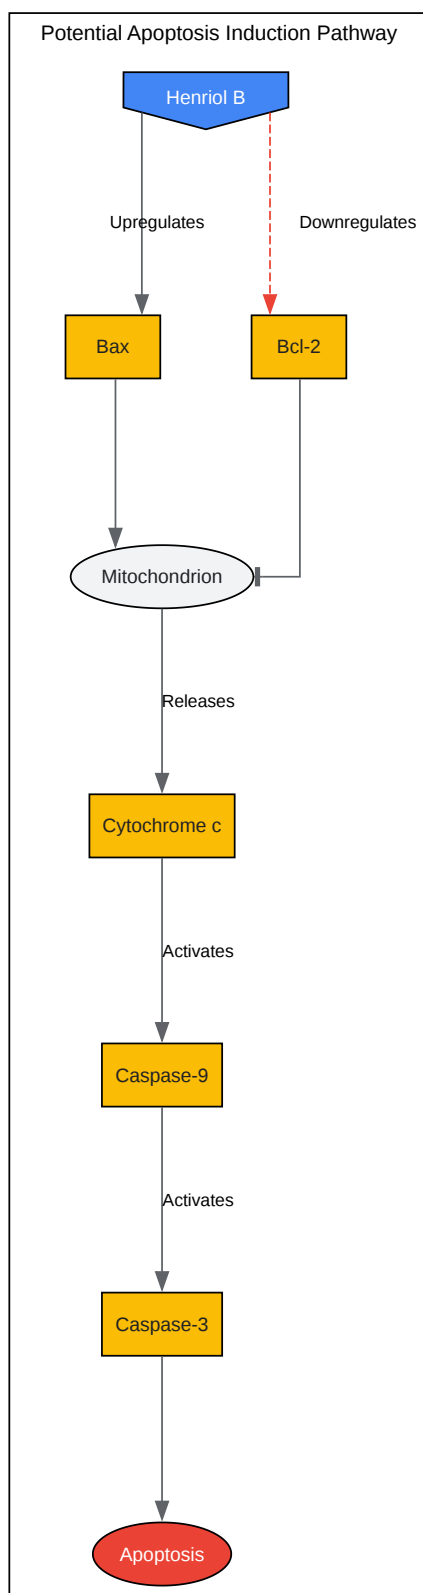 Potential Apoptosis Induction Pathway
Henriol B
Upregulates
Downregulates
Bax
Bcl-2
Mitochondrion
Releases
Cytochrome c
Activates
Caspase-9
Activates
Caspase-3
Apoptosis